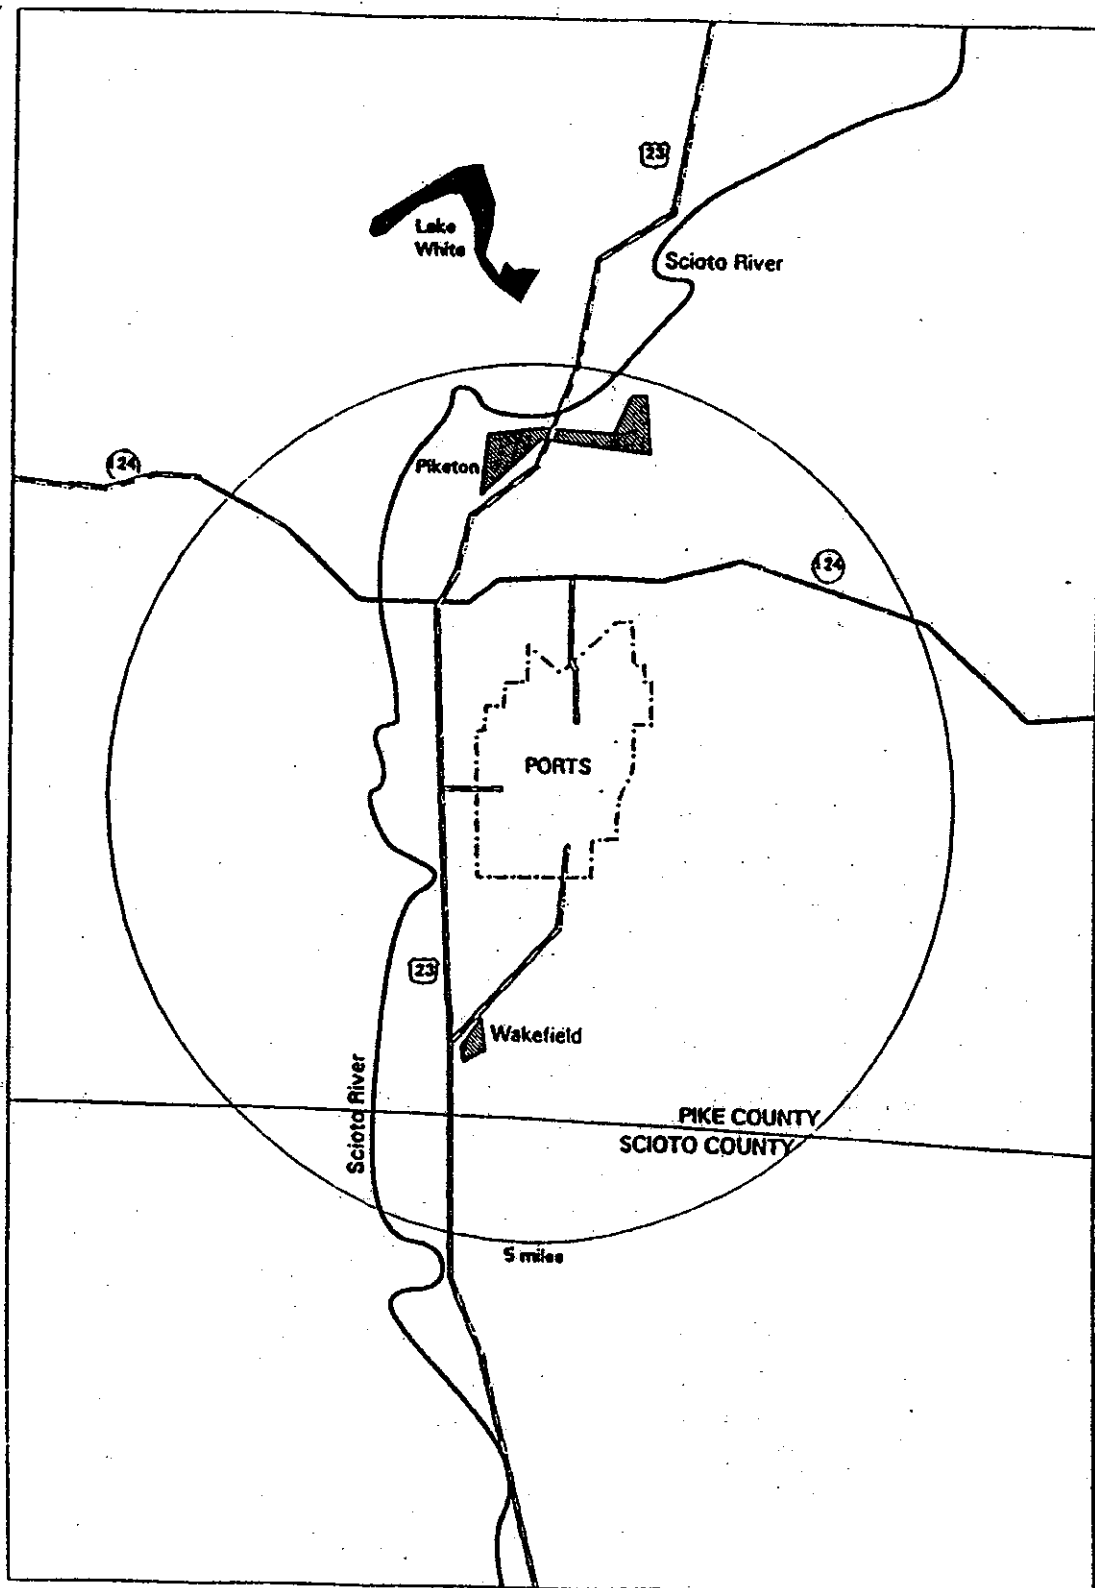 23
Lake
White
Scioto River
124
Piketon
124
PORTS
23
Wakefield
Scioto River
PIKE COUNTY
SCIOTO COUNTY
5 miles